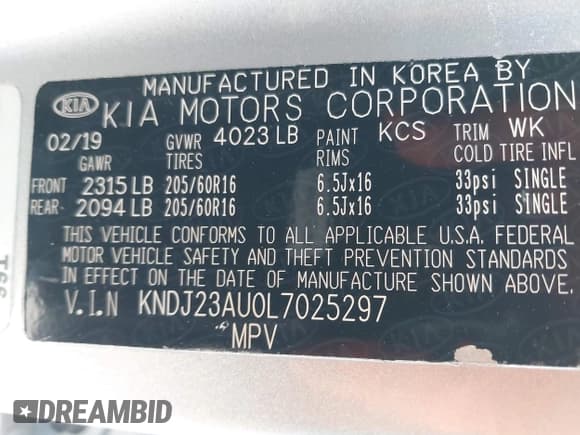 MANUFACTURED IN KOREA BY
KIA KIA MOTORS CORPORATION
02/19 GVWR 4023 LB PAINT KCS TRIM WK
GAWR TIRES RIMS COLD TIRE INFL
FRONT 2315 LB 205/60R16 6.5Jx16 33psi SINGLE
REAR 2094 LB 205/60R16 6.5Jx16 33psi SINGLE
THIS VEHICLE CONFORMS TO ALL APPLICABLE U.S.A. FEDERAL
MOTOR VEHICLE SAFETY AND THEFT PREVENTION STANDARDS
IN EFFECT ON THE DATE OF MANUFACTURE SHOWN ABOVE.
V.I.N KNDJ23AU0L7025297
MPV
DREAMBID